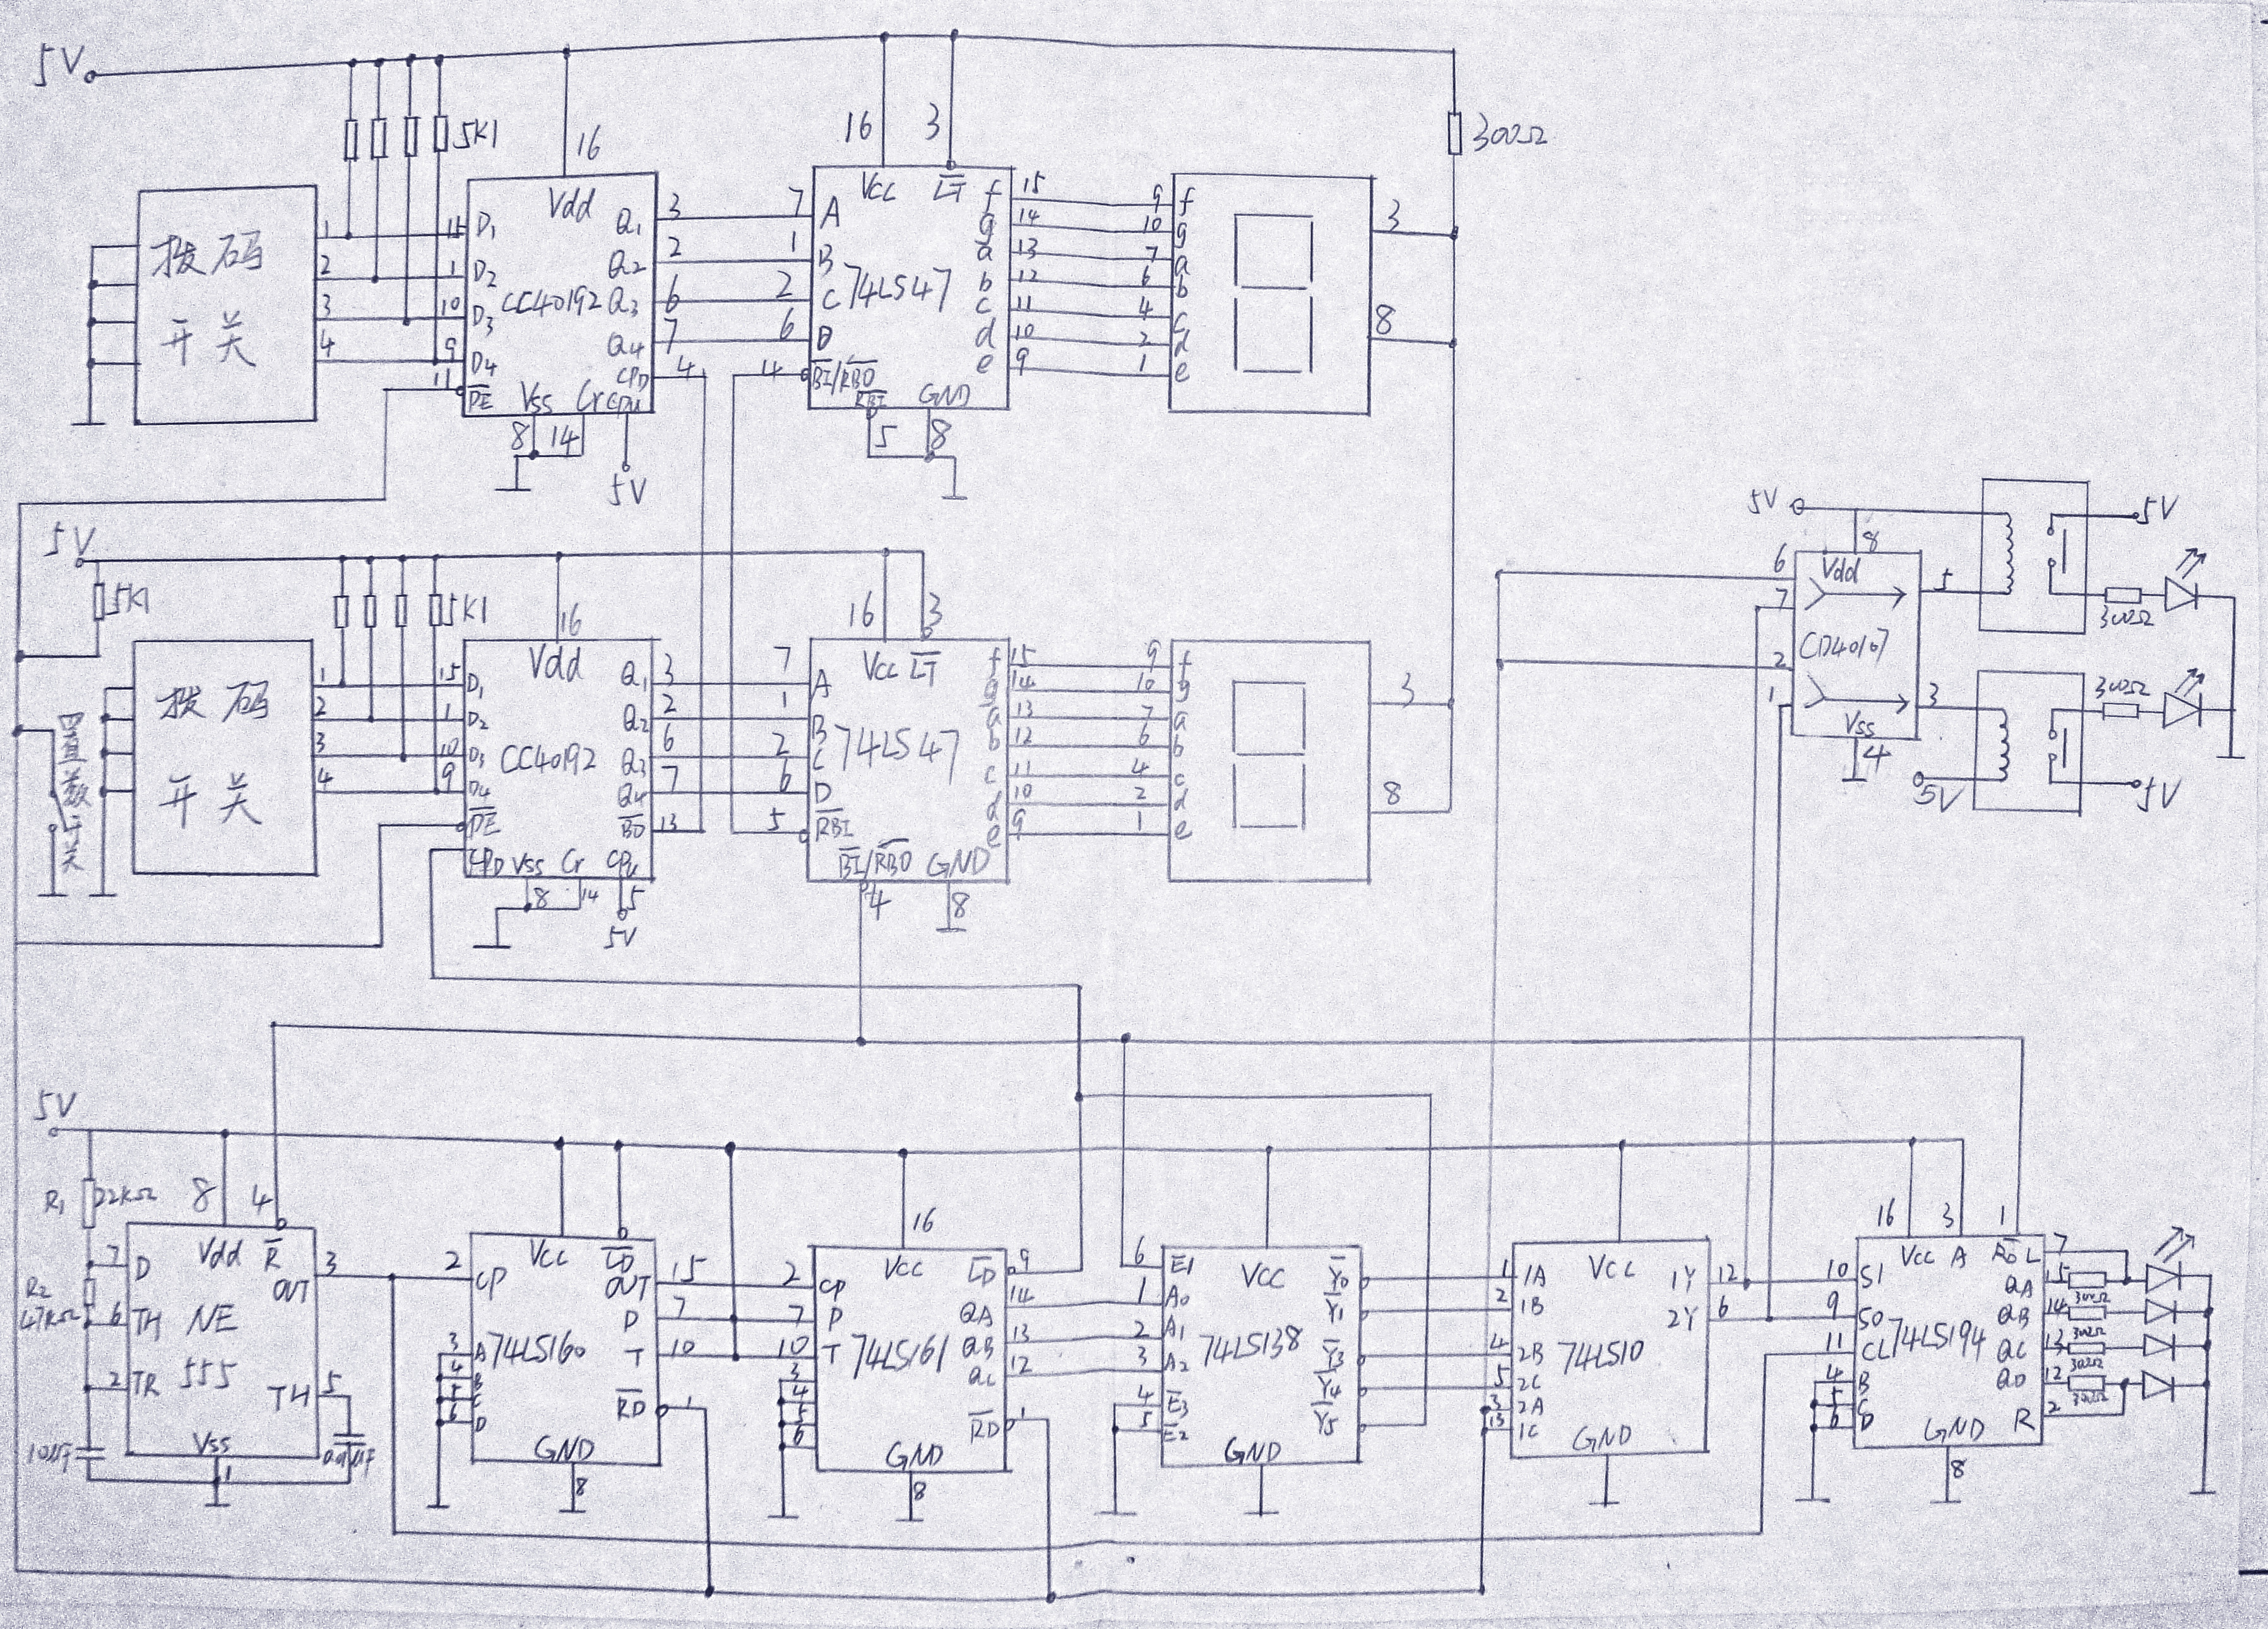 5V
5K1
16
16
3
300Ω
拨码
开关
1
2
3
4
15
1
10
9
11
Vdd
D1
D2
D3
D4
PE
CC40192
Q1
Q2
Q3
Q4
CPD
Vss
Cr
CPU
3
2
6
7
4
8
14
5V
7
1
2
6
4
Vcc
LT
A
B
C
D
74LS47
BI/RBO
RBI
GND
f
g
a
b
c
d
e
15
14
13
12
11
10
9
5
8
9
10
7
6
4
2
1
f
g
a
b
c
d
e
3
8
5V
5K1
5K1
16
16
3
置数开关
拨码
开关
1
2
3
4
15
1
10
9
Vdd
D1
D2
D3
D4
PE
CC40192
Q1
Q2
Q3
Q4
BO
CPD
Vss
Cr
CPU
3
2
6
7
13
8
14
5
5V
7
1
2
6
5
Vcc
LT
A
B
C
D
74LS47
RBI
BI/RBO
GND
f
g
a
b
c
d
e
15
14
13
12
11
10
9
4
8
9
10
7
6
4
2
1
f
g
a
b
c
d
e
3
8
5V
8
6
7
2
1
Vdd
CD40107
Vss
4
5
3
5V
300Ω
300Ω
5V
5V
5V
R1
22KΩ
R2
47KΩ
10μF
8
4
7
6
2
Vdd
R
D
TH
TR
NE
555
OUT
TH
Vss
3
5
1
0.01μF
2
CP
Vcc
LD
OUT
P
T
RD
74LS160
A
B
C
D
GND
3
4
5
6
15
7
10
1
8
16
2
7
10
3
4
5
6
CP
P
T
Vcc
LD
74LS161
QA
QB
QC
RD
GND
9
14
13
12
1
8
6
1
2
3
4
5
E1
A0
A1
A2
E3
E2
VCC
74LS138
Y0
Y1
Y3
Y4
Y5
GND
1
2
4
5
3
13
1A
1B
2B
2C
2A
1C
VCC
74LS10
1Y
2Y
GND
12
6
16
3
1
10
9
11
4
5
6
S1
S0
CL
B
C
D
Vcc
A
RD
L
74LS194
QA
QB
QC
QD
R
GND
8
7
15
14
13
12
2
300Ω
300Ω
300Ω
300Ω